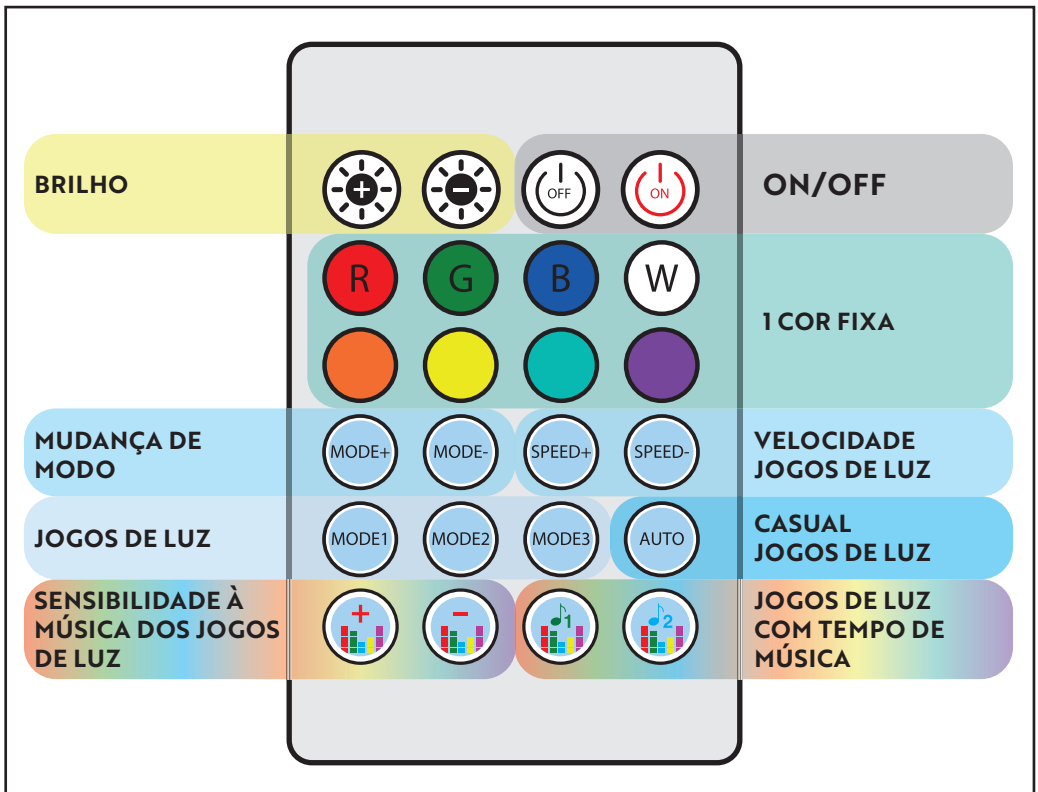 BRILHO
+
-
OFF
ON
ON/OFF
R
G
B
W
1 COR FIXA
MUDANÇA DE
MODO
MODE+
MODE-
SPEED+
SPEED-
VELOCIDADE
JOGOS DE LUZ
JOGOS DE LUZ
MODE1
MODE2
MODE3
AUTO
CASUAL
JOGOS DE LUZ
SENSIBILIDADE À
MÚSICA DOS JOGOS
DE LUZ
+
-
1
2
JOGOS DE LUZ
COM TEMPO DE
MÚSICA